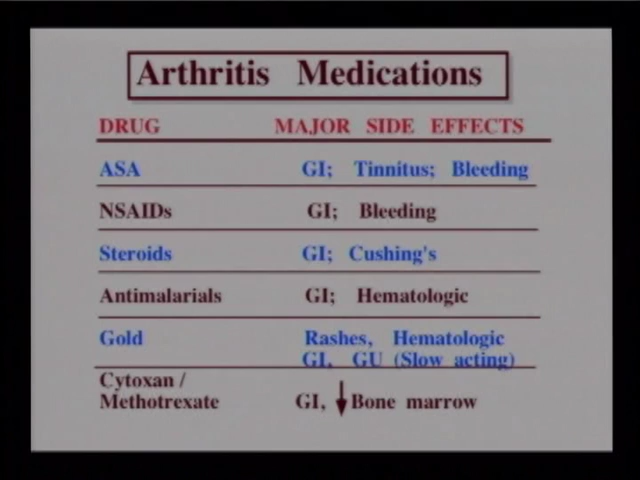 Arthritis Medications
DRUG MAJOR SIDE EFFECTS
ASA GI; Tinnitus; Bleeding
NSAIDs GI; Bleeding
Steroids GI; Cushing's
Antimalarials GI; Hematologic
Gold Rashes, Hematologic
GI, GU (Slow acting)
Cytoxan /
Methotrexate GI, ↓ Bone marrow